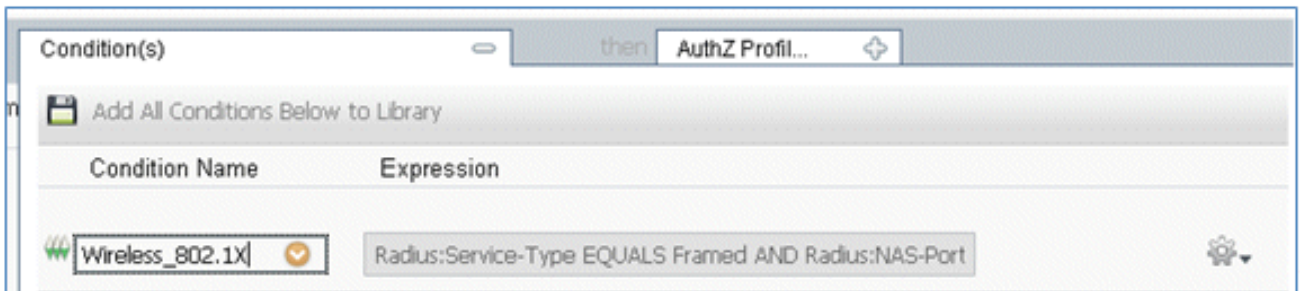 Condition(s) then AuthZ Profil...
Add All Conditions Below to Library
Condition Name Expression
Wireless_802.1X Radius:Service-Type EQUALS Framed AND Radius:NAS-Port